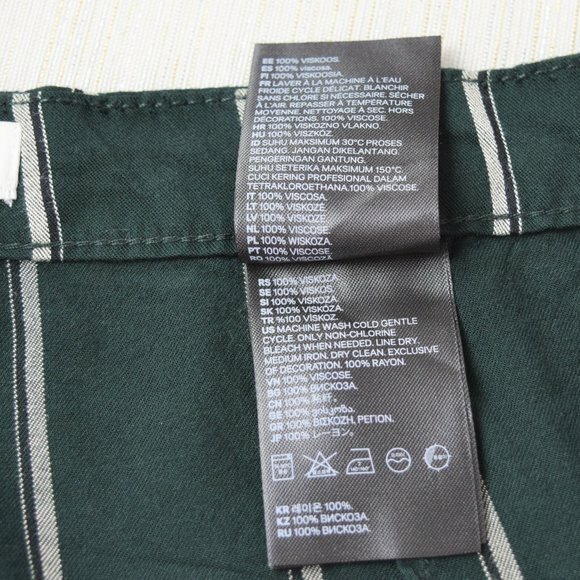 EE 100% VISKOOS.
ES 100% viscosa.
FI 100% VISKOOSIA.
FR LAVER À LA MACHINE À L'EAU
FROIDE CYCLE DÉLICAT. BLANCHIR
SANS CHLORE SI NÉCESSAIRE. SÉCHER
À L'AIR. REPASSER À TEMPÉRATURE
MOYENNE. NETTOYAGE À SEC. HORS
DÉCORATIONS. 100% VISCOSE.
HR 100% VISKOZNO VLAKNO.
HU 100% VISZKÓZ.
ID SUHU MAKSIMUM 30°C PROSES
SEDANG. JANGAN DIKELANTANG.
PENGERINGAN GANTUNG.
SUHU SETERIKA MAKSIMUM 150°C
CUCI KERING PROFESIONAL DALAM
TETRAKLOROETHANA. 100% VISCOSE.
IT 100% VISCOSA.
LT 100% VISKOZĖ.
LV 100% VISKOZE.
NL 100% VISCOSE.
PL 100% WISKOZA.
PT 100% VISCOSE.
RO 100% VISCOZĂ.
RS 100% VISKOZA.
SE 100% VISKOS.
SI 100% VISKOZA.
SK 100% VISKÓZA.
TR %100 VİSKOZ.
US MACHINE WASH COLD GENTLE
CYCLE. ONLY NON-CHLORINE
BLEACH WHEN NEEDED. LINE DRY.
MEDIUM IRON. DRY CLEAN. EXCLUSIVE
OF DECORATION. 100% RAYON.
VN 100% VISCOSE.
BG 100% ВИСКОЗА.
CN 100% 粘纤.
GE 100% ვისკოზა.
GR 100% ΒΙΣΚΟΖΗ, ΡΕΓΙΟΝ.
JP 100% レーヨン.
KR 레이온 100%.
KZ 100% ВИСКОЗА.
RU 100% ВИСКОЗА.